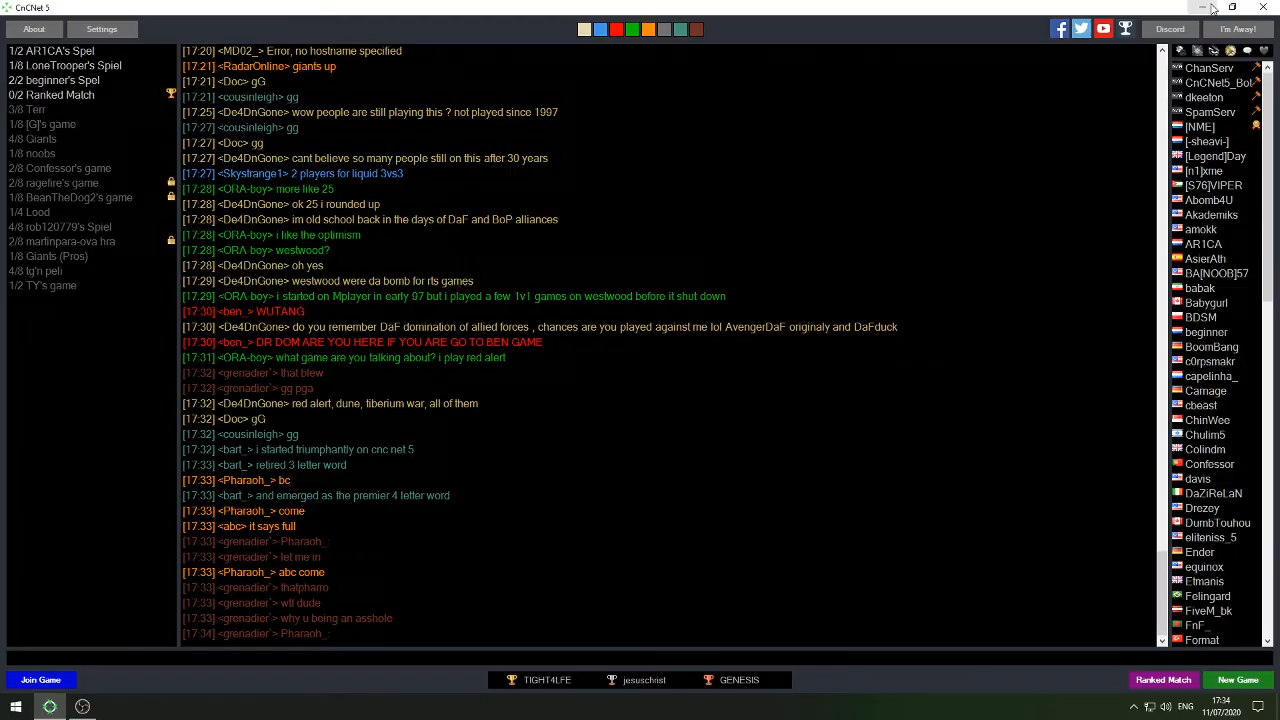 CnCNet 5
About
Settings
Discord
I'm Away!
1/2 AR1CA's Spel
1/8 LoneTrooper's Spiel
2/2 beginner's Spel
0/2 Ranked Match
3/8 Terr
1/8 [G]'s game
4/8 Giants
1/8 noobs
2/8 Confessor's game
2/8 ragefire's game
1/8 BeanTheDog2's game
1/4 Lood
4/8 rob120779's Spiel
2/8 martinpara-ova hra
1/8 Giants (Pros)
4/8 tg'n peli
1/2 TY's game
[17:20] <MD02_> Error, no hostname specified
[17:21] <RadarOnline> giants up
[17:21] <Doc> gG
[17:21] <cousinleigh> gg
[17:25] <De4DnGone> wow people are still playing this ? not played since 1997
[17:27] <cousinleigh> gg
[17:27] <Doc> gg
[17:27] <De4DnGone> cant believe so many people still on this after 30 years
[17:27] <Skystrange1> 2 players for liquid 3vs3
[17:28] <ORA-boy> more like 25
[17:28] <De4DnGone> ok 25 i rounded up
[17:28] <De4DnGone> im old school back in the days of DaF and BoP alliances
[17:28] <ORA-boy> i like the optimism
[17:28] <ORA-boy> westwood?
[17:28] <De4DnGone> oh yes
[17:29] <De4DnGone> westwood were da bomb for rts games
[17:29] <ORA-boy> i started on Mplayer in early 97 but i played a few 1v1 games on westwood before it shut down
[17:30] <ben_> WUTANG
[17:30] <De4DnGone> do you remember DaF domination of allied forces , chances are you played against me lol AvengerDaF originaly and DaFduck
[17:30] <ben_> DR DOM ARE YOU HERE IF YOU ARE GO TO BEN GAME
[17:31] <ORA-boy> what game are you talking about? i play red alert
[17:32] <grenadier`> that blew
[17:32] <grenadier`> gg pga
[17:32] <De4DnGone> red alert, dune, tiberium war, all of them
[17:32] <Doc> gG
[17:32] <cousinleigh> gg
[17:32] <bart_> i started triumphantly on cnc net 5
[17:33] <bart_> retired 3 letter word
[17:33] <Pharaoh_> bc
[17:33] <bart_> and emerged as the premier 4 letter word
[17:33] <Pharaoh_> come
[17:33] <abc> it says full
[17:33] <grenadier`> Pharaoh_:
[17:33] <grenadier`> let me in
[17:33] <Pharaoh_> abc come
[17:33] <grenadier`> thatpharro
[17:33] <grenadier`> wtf dude
[17:33] <grenadier`> why u being an asshole
[17:34] <grenadier`> Pharaoh_:
ChanServ
CnCNet5_Bot
dkeeton
SpamServ
[NME]
[-sheavi-]
[Legend]Day
[n1]xme
[S76]VIPER
Abomb4U
Akademiks
amokk
AR1CA
AsierAth
BA[NOOB]57
babak
Babygurl
BDSM
beginner
BoomBang
c0rpsmakr
capelinha_
Carnage
cbeast
ChinWee
Chulim5
Colindm
Confessor
davis
DaZiReLaN
Drezey
DumbTouhou
eliteniss_5
Ender
equinox
Etmanis
Felingard
FiveM_bk
FnF_
Format
Join Game
TIGHT4LFE
jesuschrist
GENESIS
Ranked Match
New Game
ENG
17:34
11/07/2020